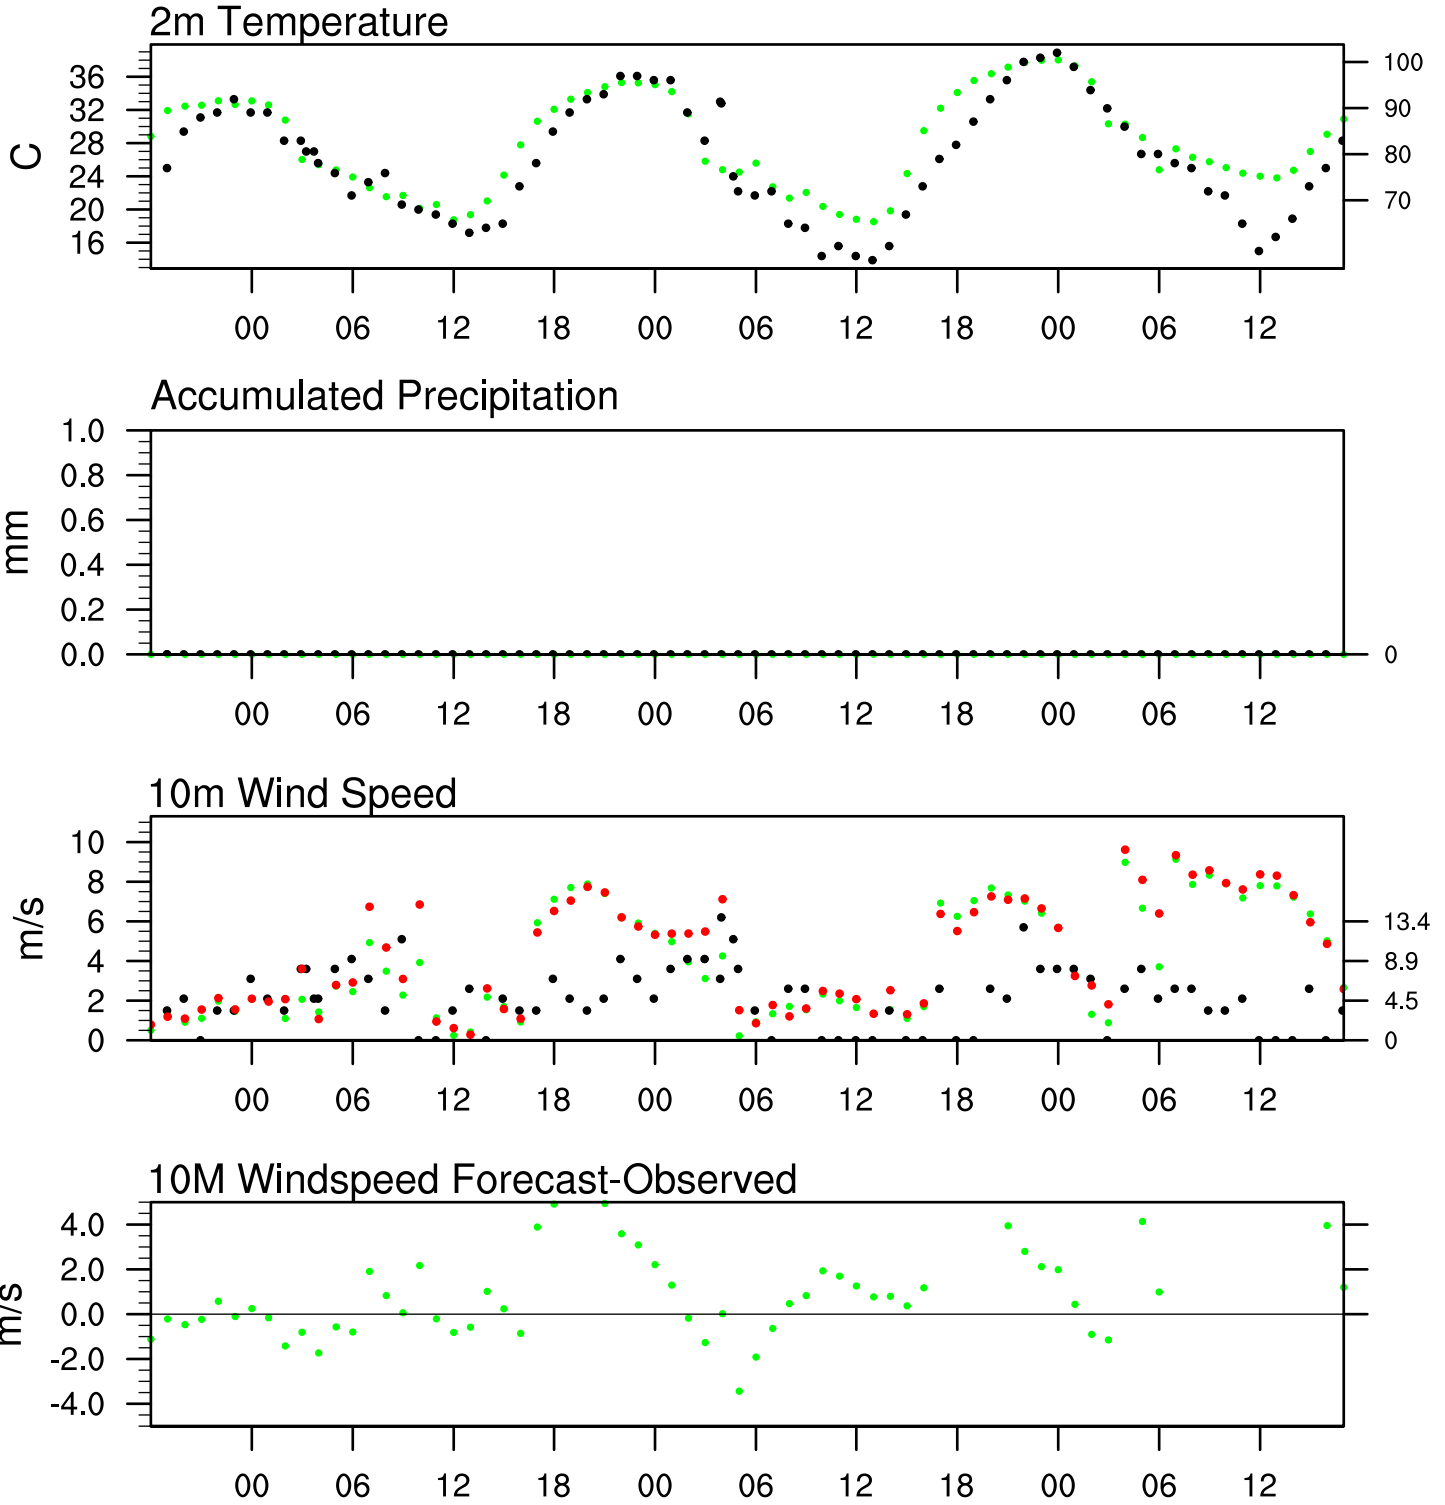 2m Temperature
C
36
32
28
24
20
16
100
90
80
70
00 06 12 18 00 06 12 18 00 06 12
Accumulated Precipitation
mm
1.0
0.8
0.6
0.4
0.2
0.0
0
00 06 12 18 00 06 12 18 00 06 12
10m Wind Speed
m/s
10
8
6
4
2
0
13.4
8.9
4.5
0
00 06 12 18 00 06 12 18 00 06 12
10M Windspeed Forecast-Observed
m/s
4.0
2.0
0.0
-2.0
-4.0
00 06 12 18 00 06 12 18 00 06 12